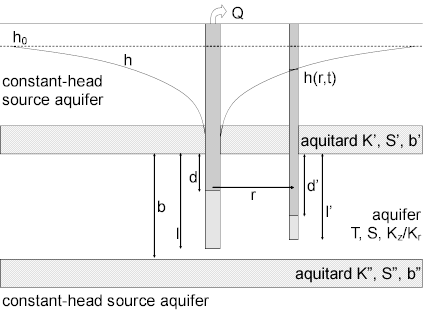 Q
h0
h
h(r,t)
constant-head
source aquifer
aquitard K', S', b'
d
r
d'
b
l
l'
aquifer
T, S, Kz/Kr
aquitard K", S", b"
constant-head source aquifer